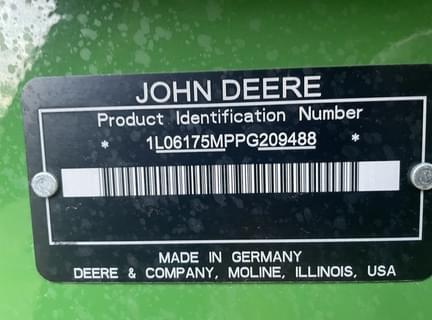 JOHN DEERE
Product Identification Number
* 1L06175MPPG209488 *
MADE IN GERMANY
DEERE & COMPANY, MOLINE, ILLINOIS, USA